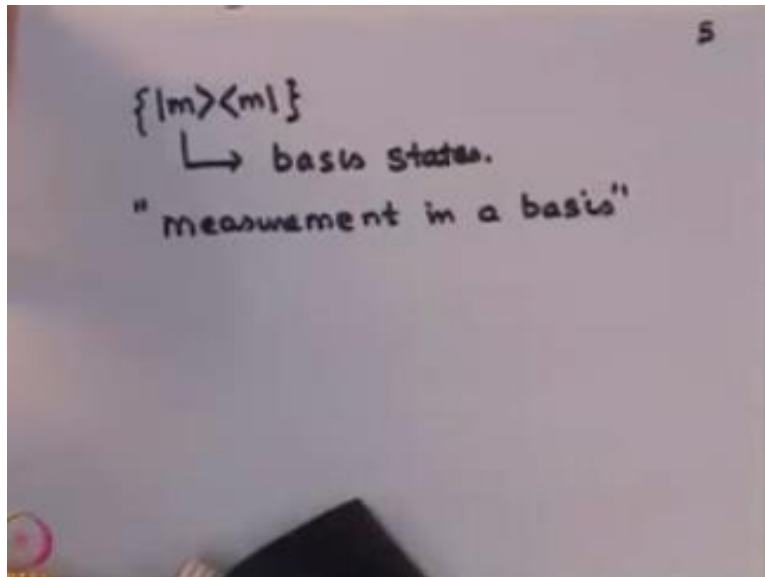 5
{|m><m|}
↳ basis states.
"measurement in a basis"